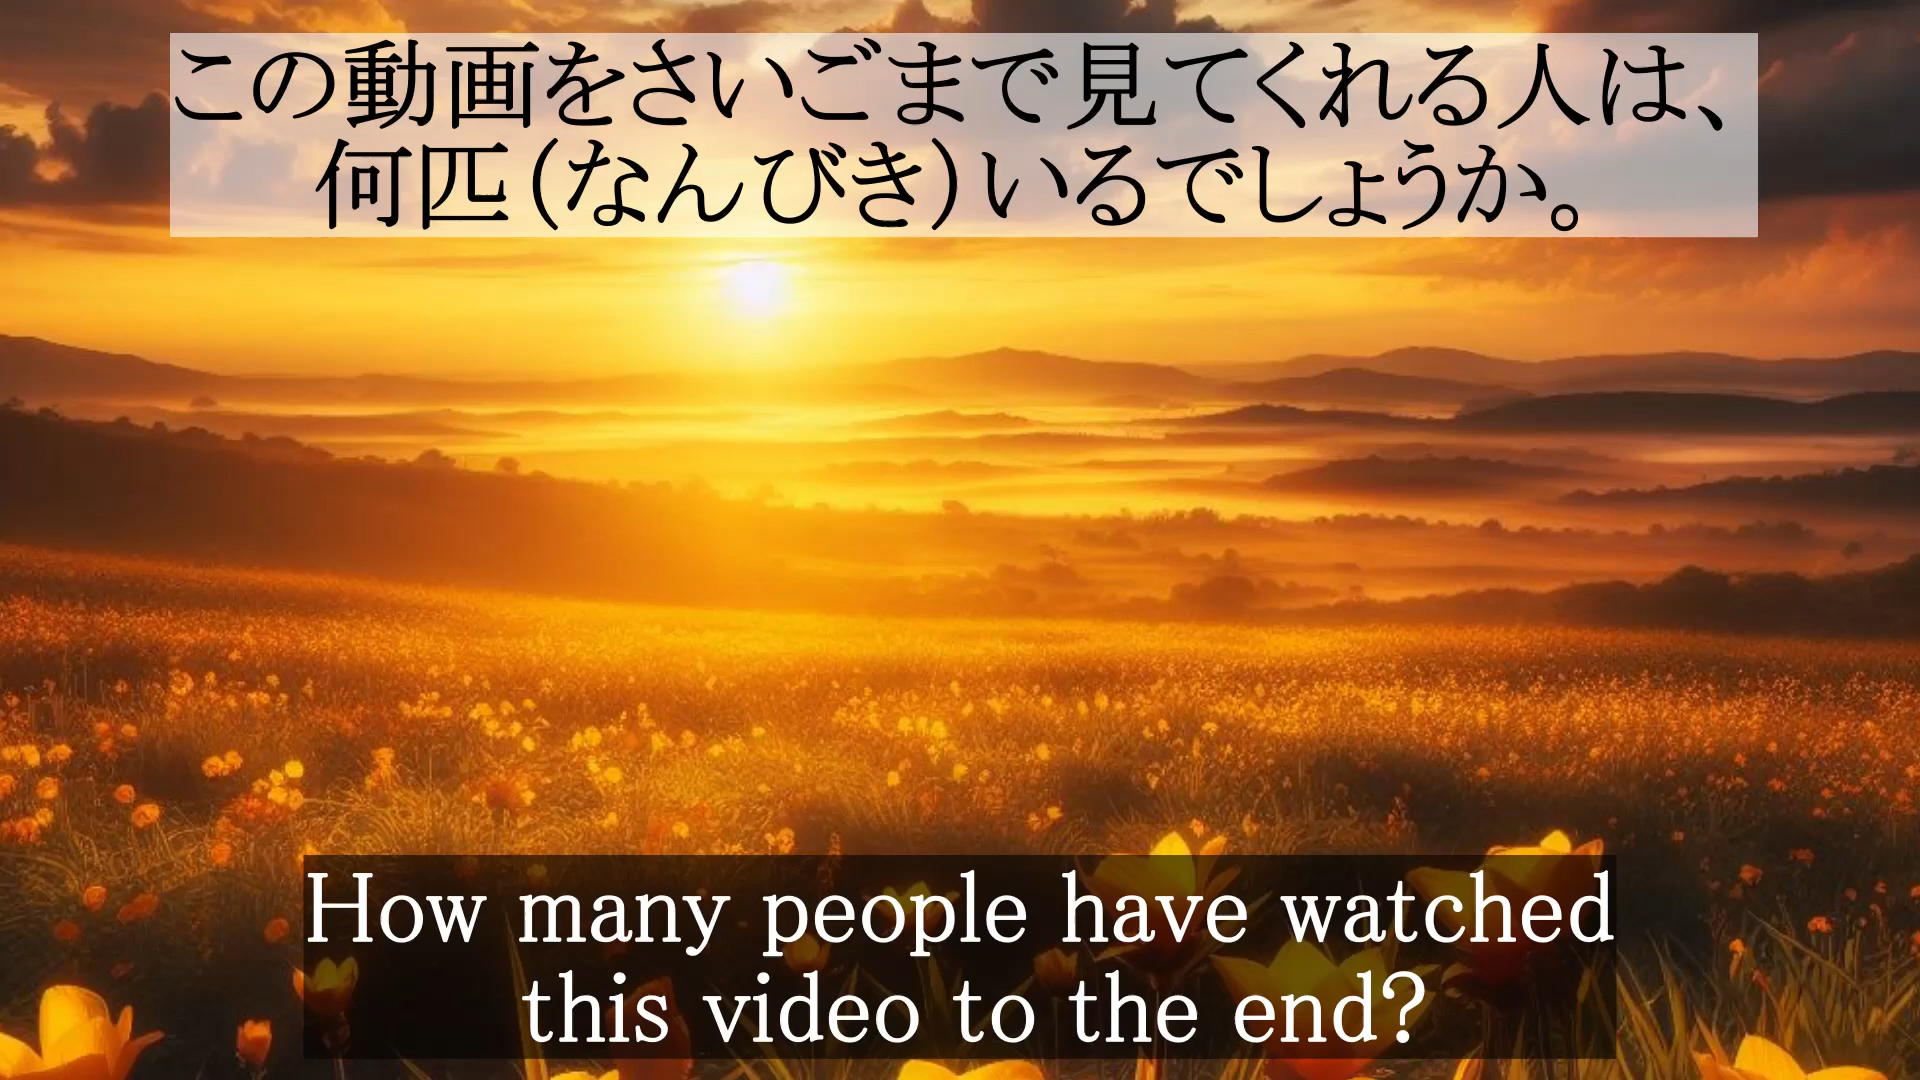 この動画をさいごまで見てくれる人は、
何匹(なんびき)いるでしょうか。
How many people have watched
this video to the end?